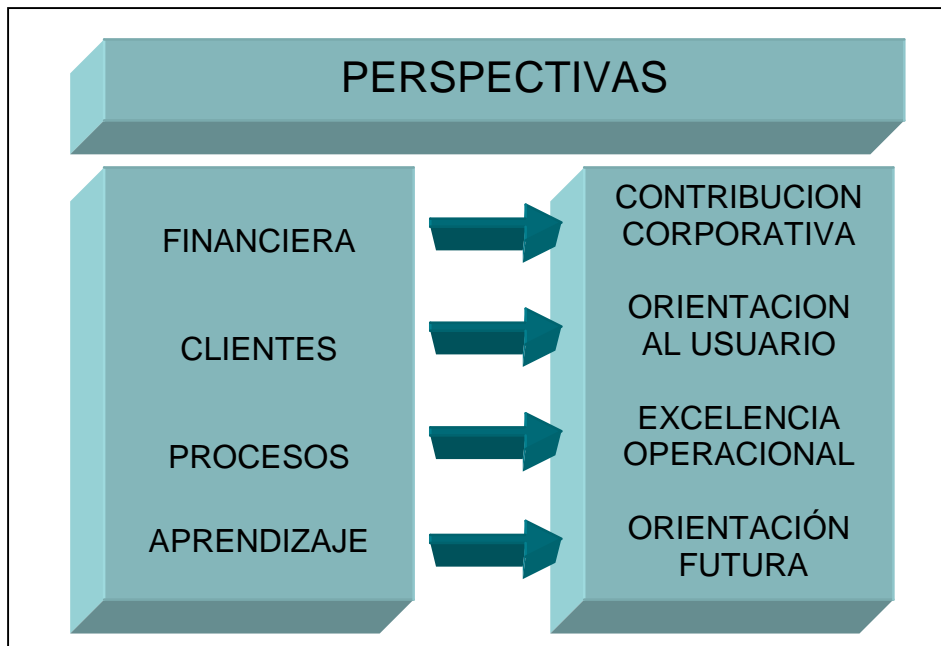 PERSPECTIVAS
FINANCIERA
CLIENTES
PROCESOS
APRENDIZAJE
CONTRIBUCION
CORPORATIVA
ORIENTACION
AL USUARIO
EXCELENCIA
OPERACIONAL
ORIENTACIÓN
FUTURA